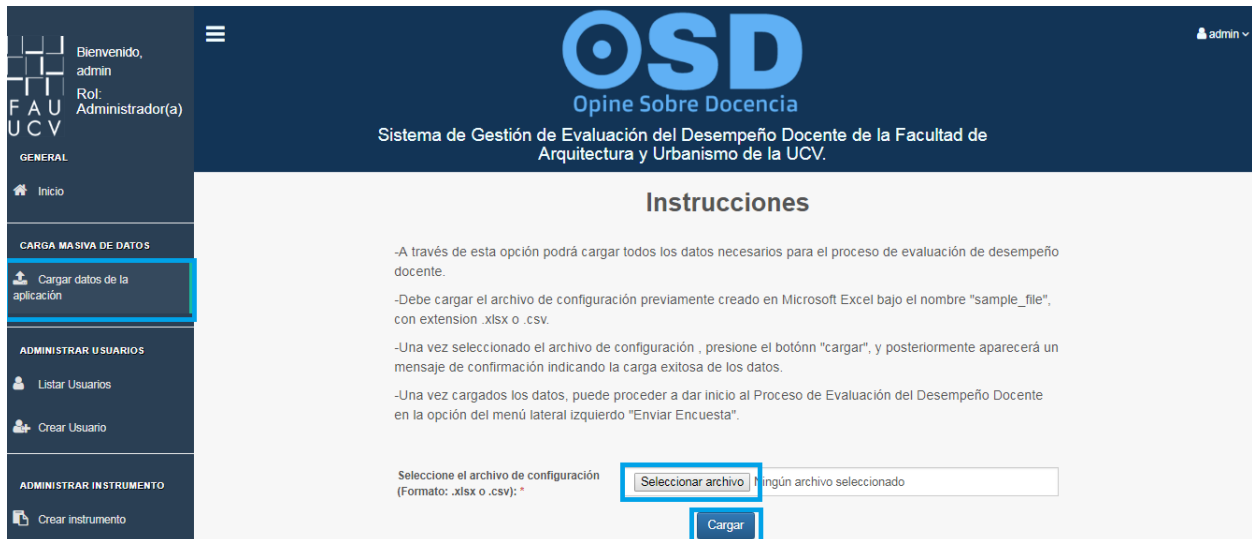 Bienvenido,
admin
Rol:
Administrador(a)
FAU
UCV
GENERAL
Inicio
CARGA MASIVA DE DATOS
Cargar datos de la
aplicación
ADMINISTRAR USUARIOS
Listar Usuarios
Crear Usuario
ADMINISTRAR INSTRUMENTO
Crear instrumento
OSD
Opine Sobre Docencia
Sistema de Gestión de Evaluación del Desempeño Docente de la Facultad de
Arquitectura y Urbanismo de la UCV.
admin
Instrucciones
-A través de esta opción podrá cargar todos los datos necesarios para el proceso de evaluación de desempeño
docente.
-Debe cargar el archivo de configuración previamente creado en Microsoft Excel bajo el nombre "sample_file",
con extension .xlsx o .csv.
-Una vez seleccionado el archivo de configuración , presione el botónn "cargar", y posteriormente aparecerá un
mensaje de confirmación indicando la carga exitosa de los datos.
-Una vez cargados los datos, puede proceder a dar inicio al Proceso de Evaluación del Desempeño Docente
en la opción del menú lateral izquierdo "Enviar Encuesta".
Seleccione el archivo de configuración
(Formato: .xlsx o .csv): *
Seleccionar archivo Ningún archivo seleccionado
Cargar